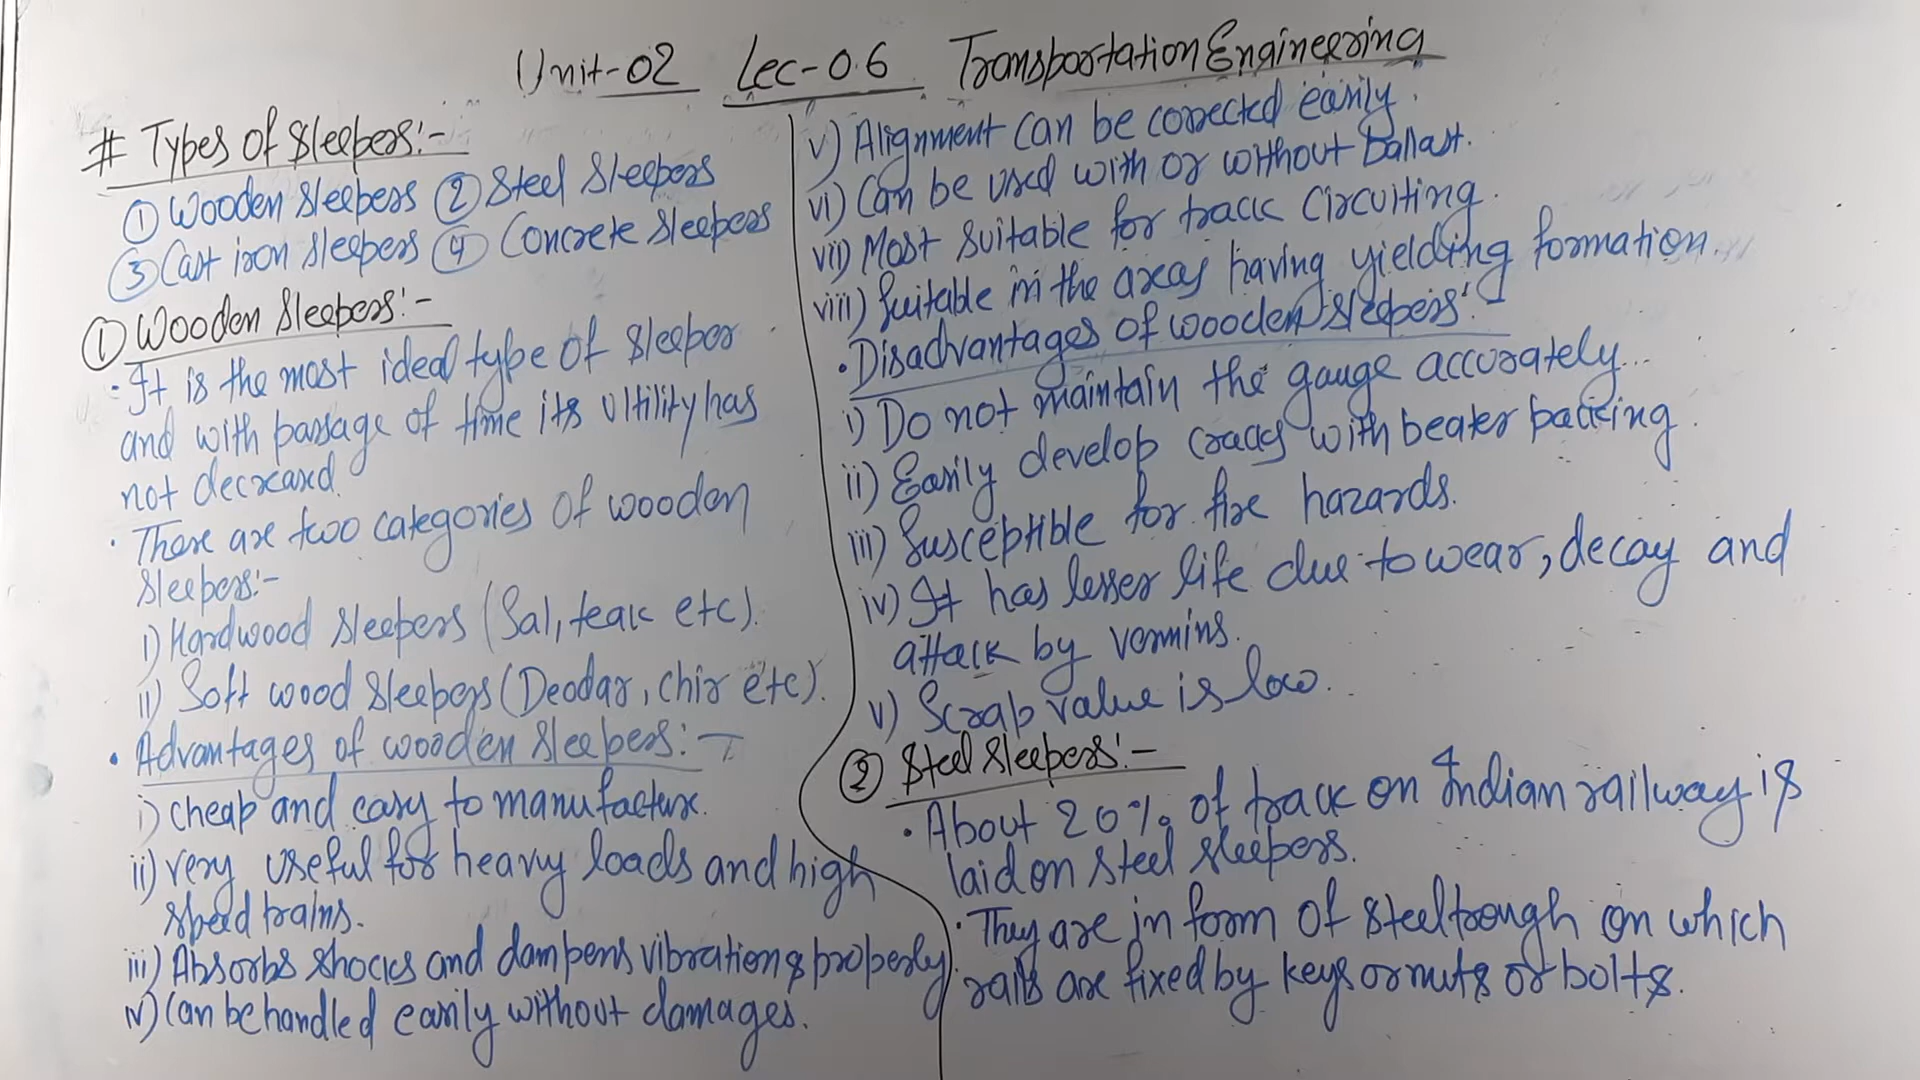 Unit-02 Lec-06 Transportation Engineering
# Types of Sleepers:-
① Wooden sleepers ② Steel Sleepers
③ Cast iron sleepers ④ Concrete sleepers
① Wooden Sleepers:-
• It is the most ideal type of sleeper
and with passage of time its utility has
not decreased.
• There are two categories of wooden
sleepers:-
i) Hardwood sleepers (Sal, teak etc).
ii) Soft wood sleepers (Deodar, chir etc).
• Advantages of wooden sleepers:-
i) cheap and easy to manufacture.
ii) very useful for heavy loads and high
speed trains.
iii) Absorbs shocks and dampens vibrations properly.
iv) Can be handled easily without damages.
v) Alignment can be corrected easily.
vi) Can be used with or without ballast.
vii) Most suitable for track circuiting.
viii) Suitable in the areas having yielding formation.
• Disadvantages of wooden sleepers:-
i) Do not maintain the gauge accurately...
ii) Easily develop cracks with beater packing.
iii) Susceptible for fire hazards.
iv) It has lesser life due to wear, decay and
attack by vermins.
v) Scrap value is low.
② Steel sleepers:-
• About 20% of track on Indian railway is
laid on steel sleepers.
• They are in form of steel trough on which
rails are fixed by keys or nuts or bolts.